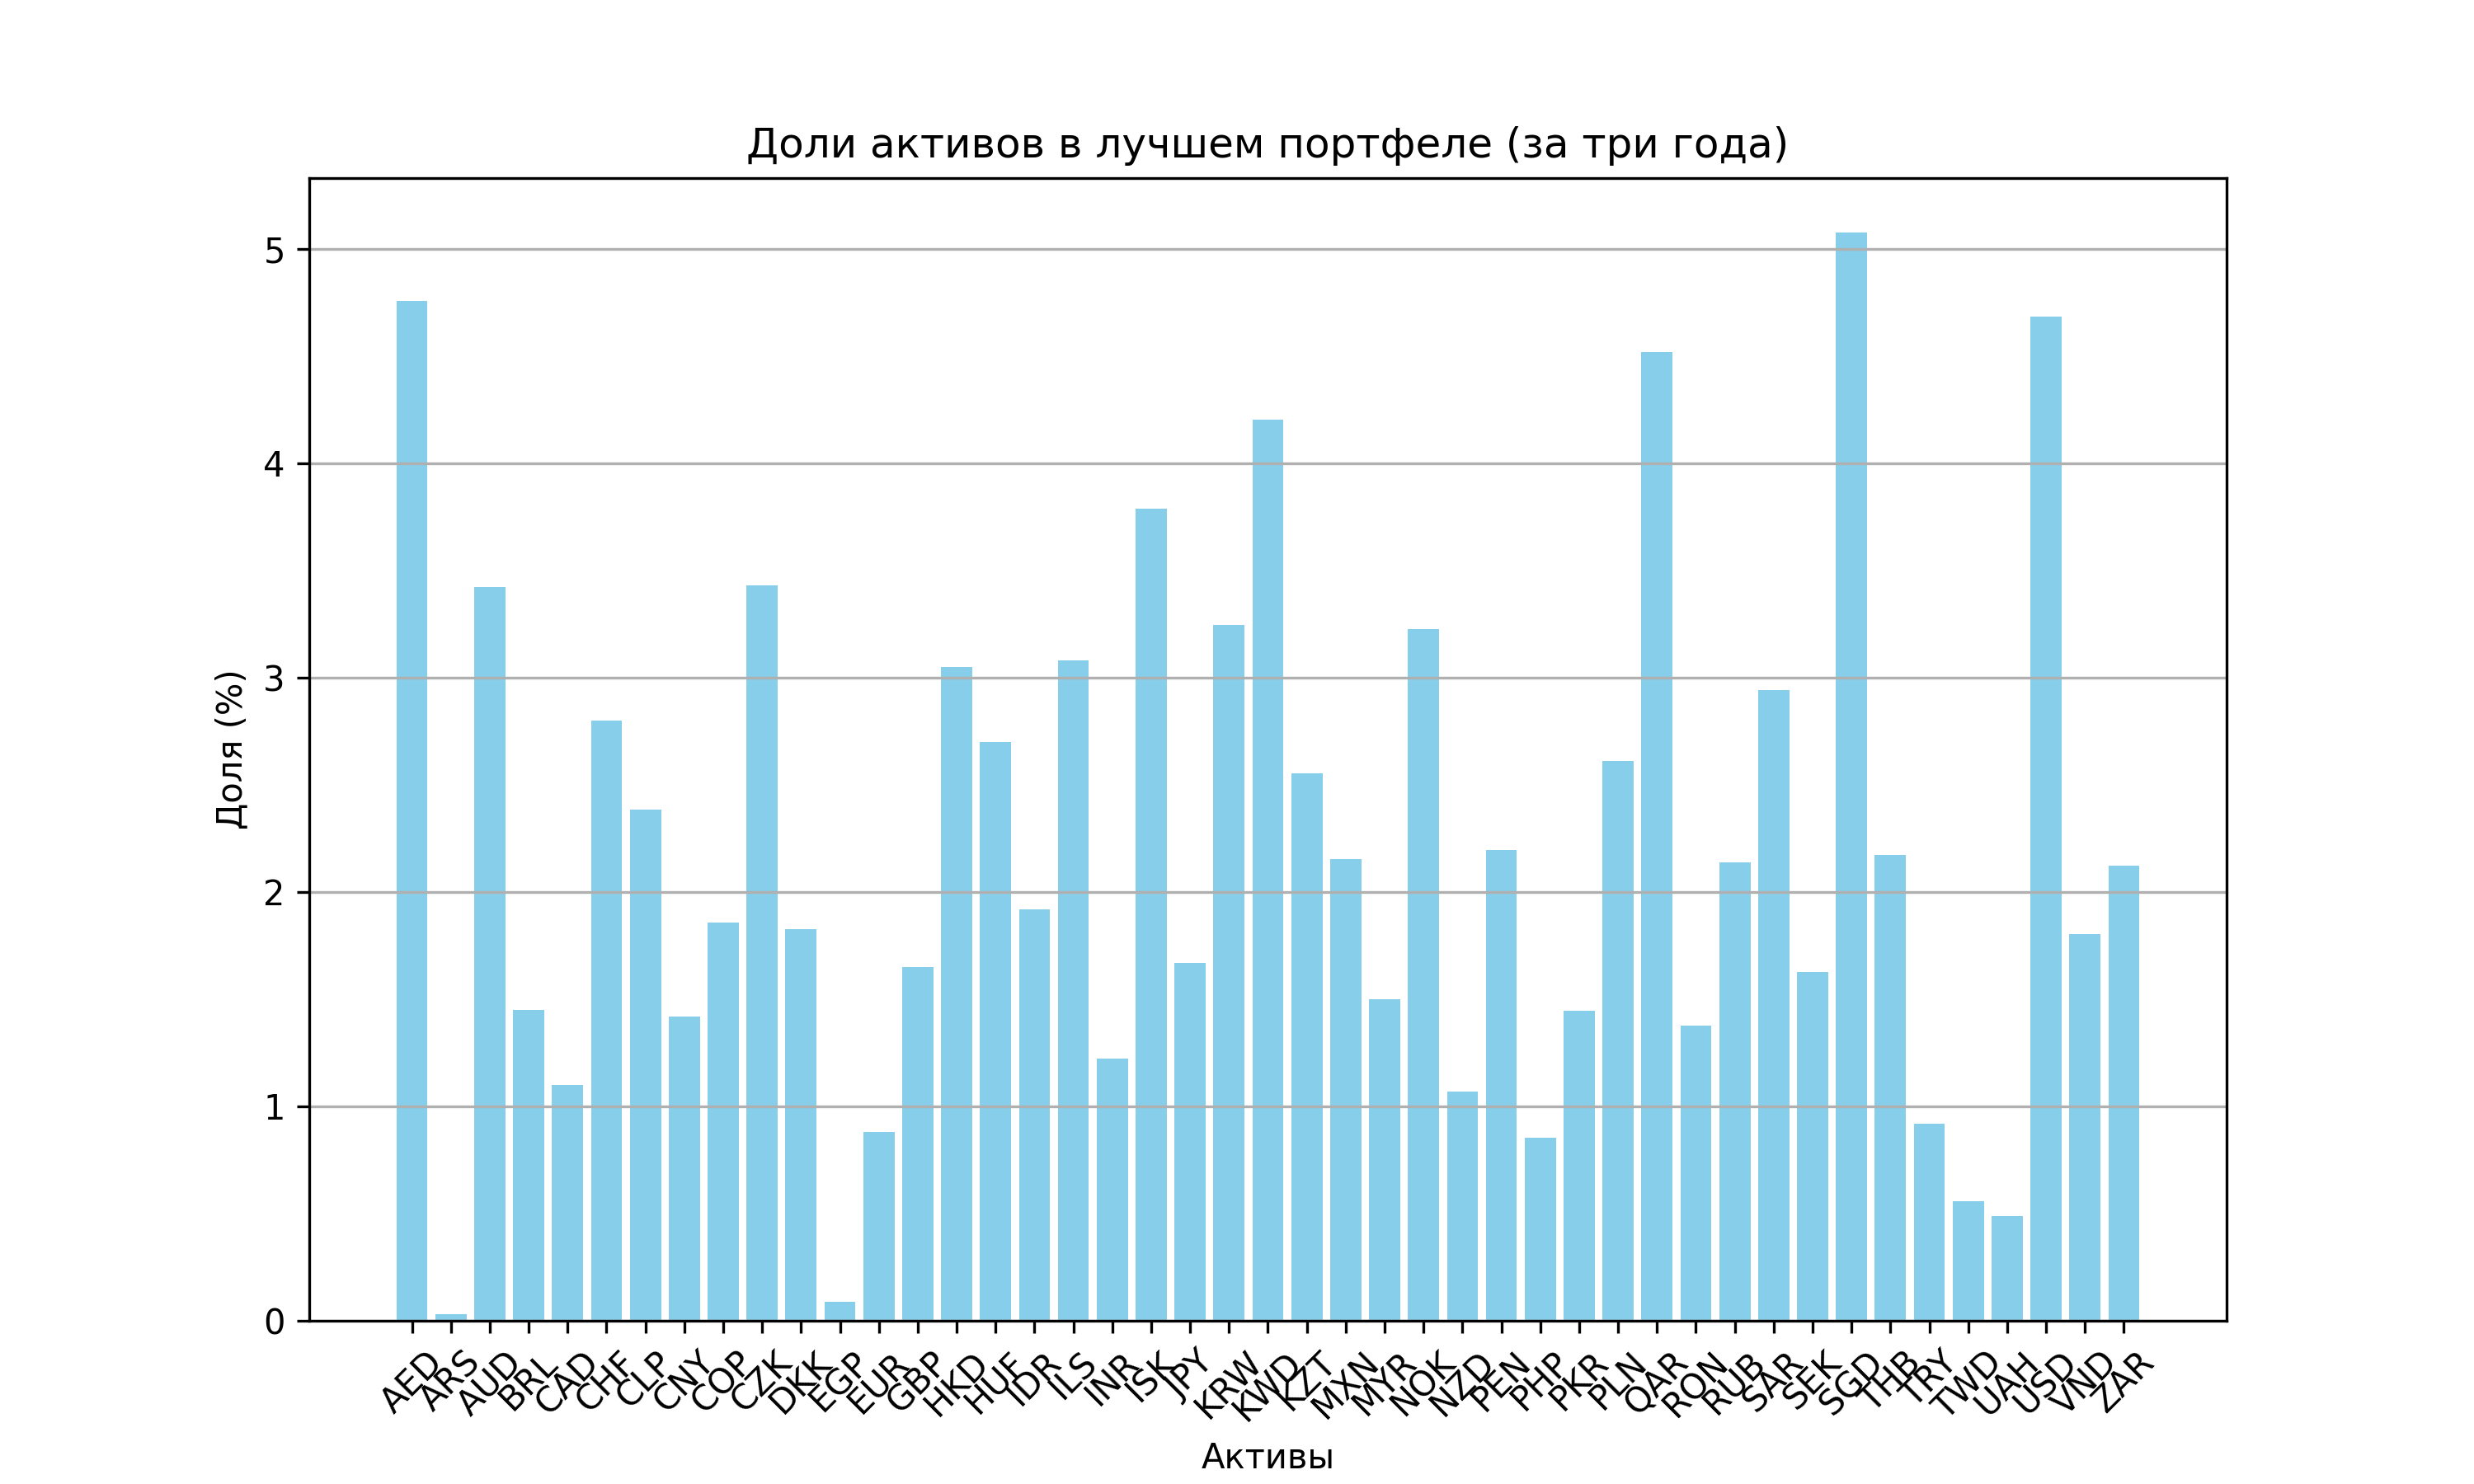 Доли активов в лучшем портфеле (за три года)
Доля (%)
5
4
3
2
1
0
AED ARS AUD BRL CAD CHF CLP CNY COP CZK DKK EGP EUR GBP HKD HUF IDR ILS INR ISK JPY KRW KWD KZT MXN MYR NOK NZD PEN PHP PKR PLN QAR RON RUB SAR SEK SGD THB TRY TWD UAH USD VND ZAR
Активы